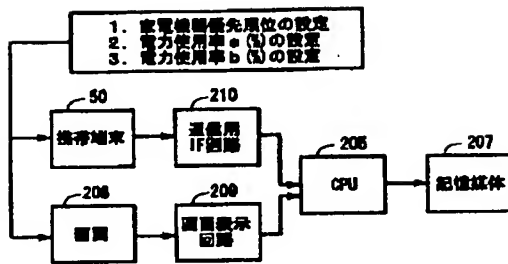 1. 家電機器優先順位の設定
2. 電力使用率a(%)の設定
3. 電力使用率b(%)の設定
50
210
携帯端末
通信用
IF回路
205
207
CPU
記憶媒体
208
209
画面
画面表示
回路